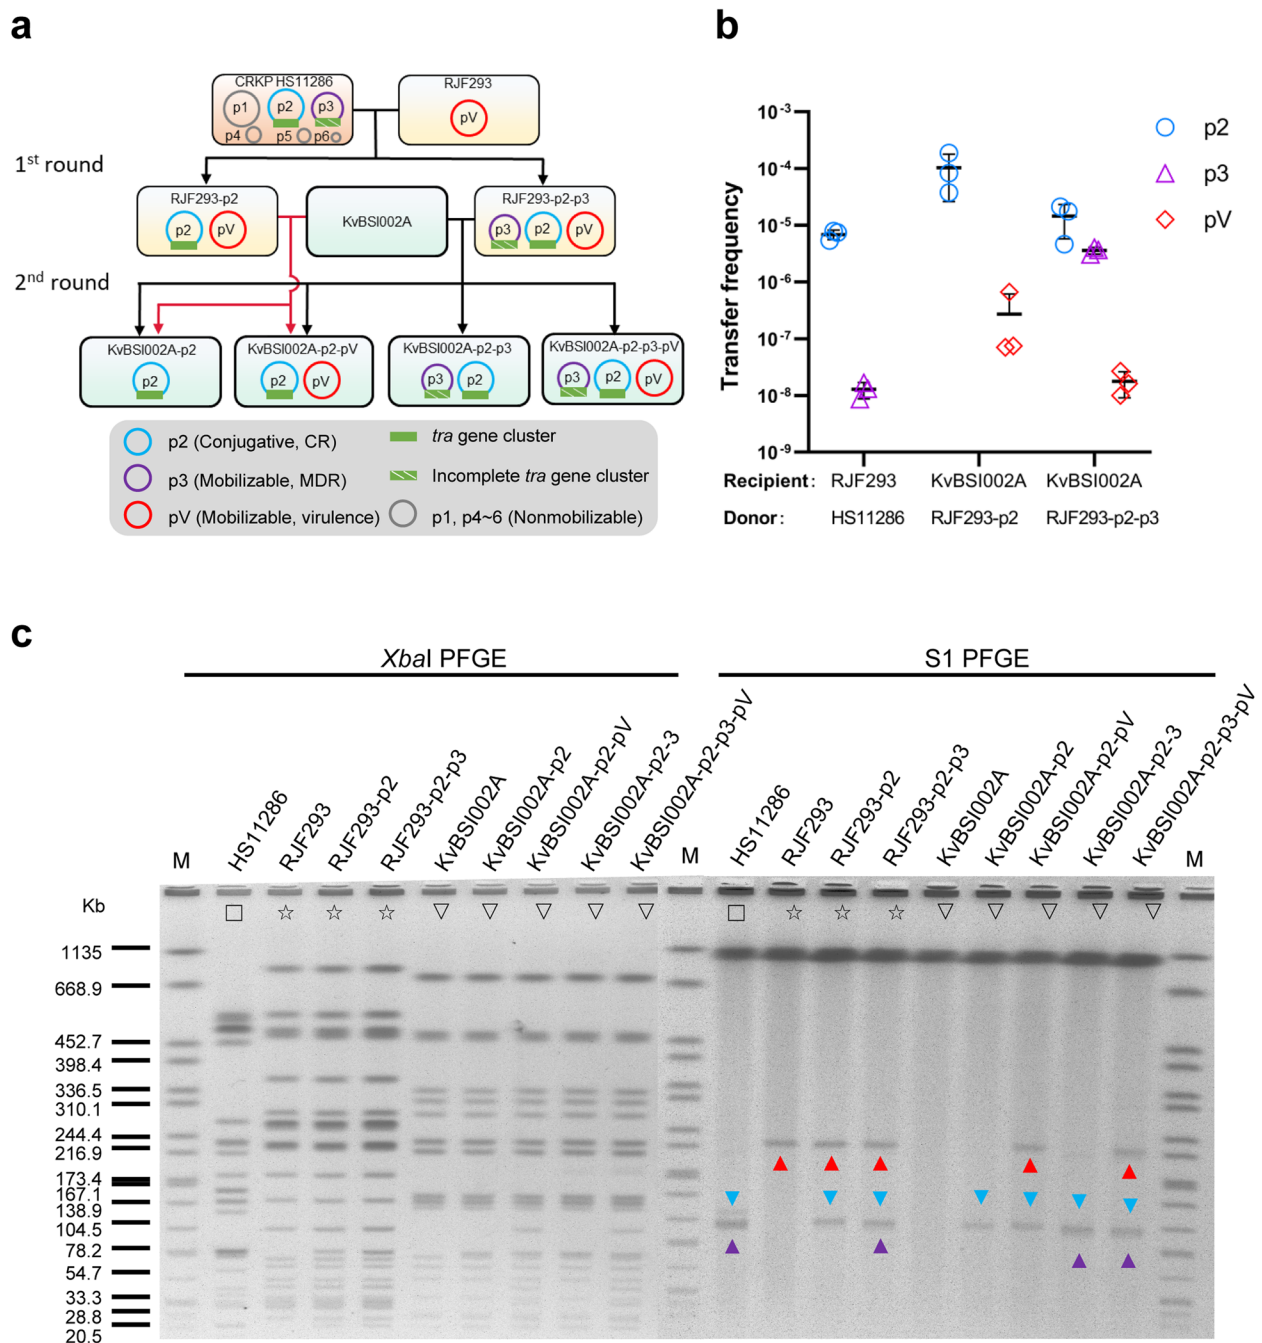 a
CRKP HS11286
p1
p2
p3
p4
p5
p6
RJF293
pV
1st round
RJF293-p2
p2
pV
KvBSI002A
RJF293-p2-p3
p3
p2
pV
2nd round
KvBSI002A-p2
p2
KvBSI002A-p2-pV
p2
pV
KvBSI002A-p2-p3
p3
p2
KvBSI002A-p2-p3-pV
p3
p2
pV
p2 (Conjugative, CR)
tra gene cluster
p3 (Mobilizable, MDR)
Incomplete tra gene cluster
pV (Mobilizable, virulence)
p1, p4~6 (Nonmobilizable)
b
Transfer frequency
10-3
10-4
10-5
10-6
10-7
10-8
10-9
p2
p3
pV
Recipient: RJF293 KvBSI002A KvBSI002A
Donor: HS11286 RJF293-p2 RJF293-p2-p3
c
XbaI PFGE
S1 PFGE
M
HS11286
RJF293
RJF293-p2
RJF293-p2-p3
KvBSI002A
KvBSI002A-p2
KvBSI002A-p2-pV
KvBSI002A-p2-3
KvBSI002A-p2-p3-pV
M
HS11286
RJF293
RJF293-p2
RJF293-p2-p3
KvBSI002A
KvBSI002A-p2
KvBSI002A-p2-pV
KvBSI002A-p2-3
KvBSI002A-p2-p3-pV
M
Kb
1135
668.9
452.7
398.4
336.5
310.1
244.4
216.9
173.4
167.1
138.9
104.5
78.2
54.7
33.3
28.8
20.5